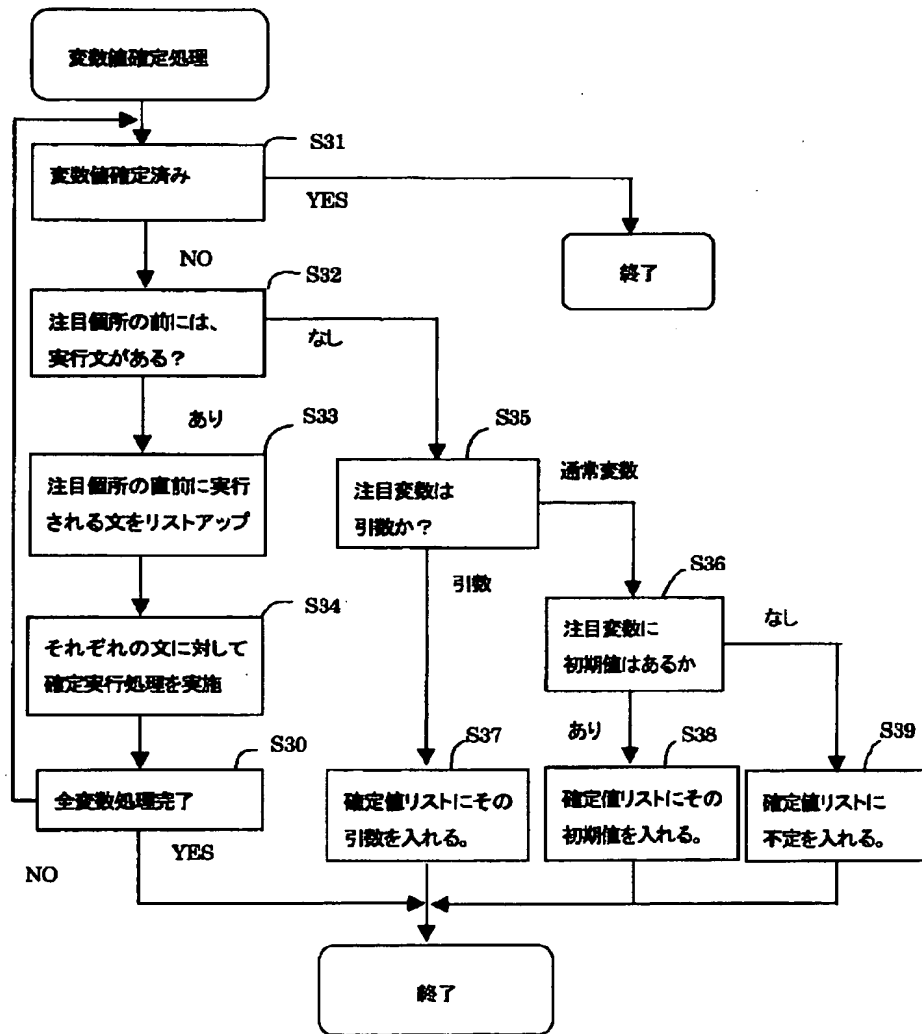 変数値確定処理
S31
変数値確定済み
YES
終了
NO
S32
注目個所の前には、
実行文がある?
なし
あり
S33
注目個所の直前に実行
される文をリストアップ
S35
注目変数は
引数か?
通常変数
引数
S34
それぞれの文に対して
確定実行処理を実施
S36
注目変数に
初期値はあるか
なし
あり
S30
全変数処理完了
NO
YES
S37
確定値リストにその
引数を入れる。
S38
確定値リストにその
初期値を入れる。
S39
確定値リストに
不定を入れる。
終了